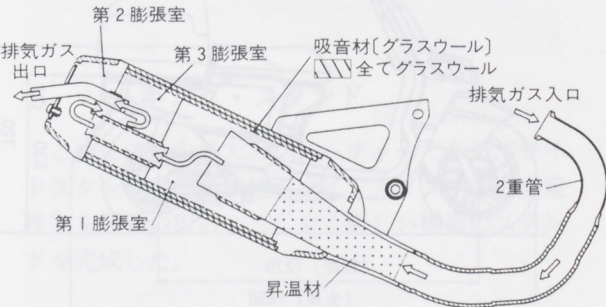 第2膨張室
排気ガス
出口
第3膨張室
吸音材〔グラスウール〕
全てグラスウール
排気ガス入口
2重管
第1膨張室
昇温材